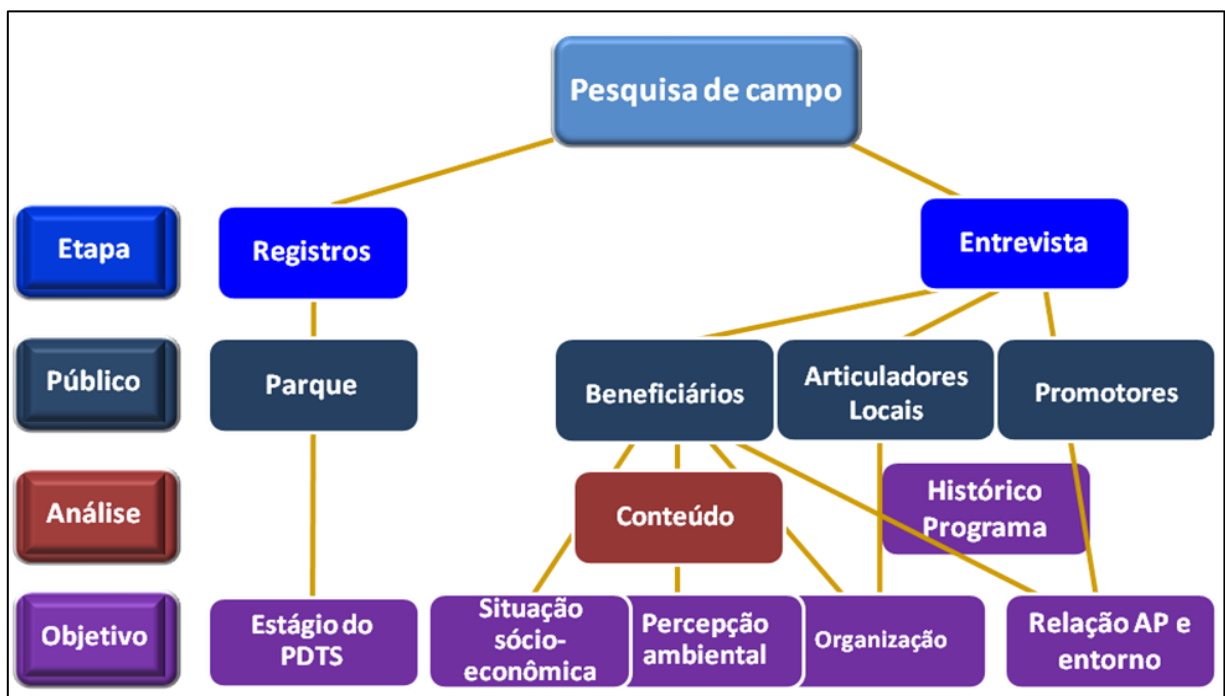 Pesquisa de campo
Etapa
Registros
Entrevista
Público
Parque
Beneficiários
Articuladores
Locais
Promotores
Análise
Conteúdo
Histórico
Programa
Objetivo
Estágio do
PDTS
Situação
sócio-
econômica
Percepção
ambiental
Organização
Relação AP e
entorno